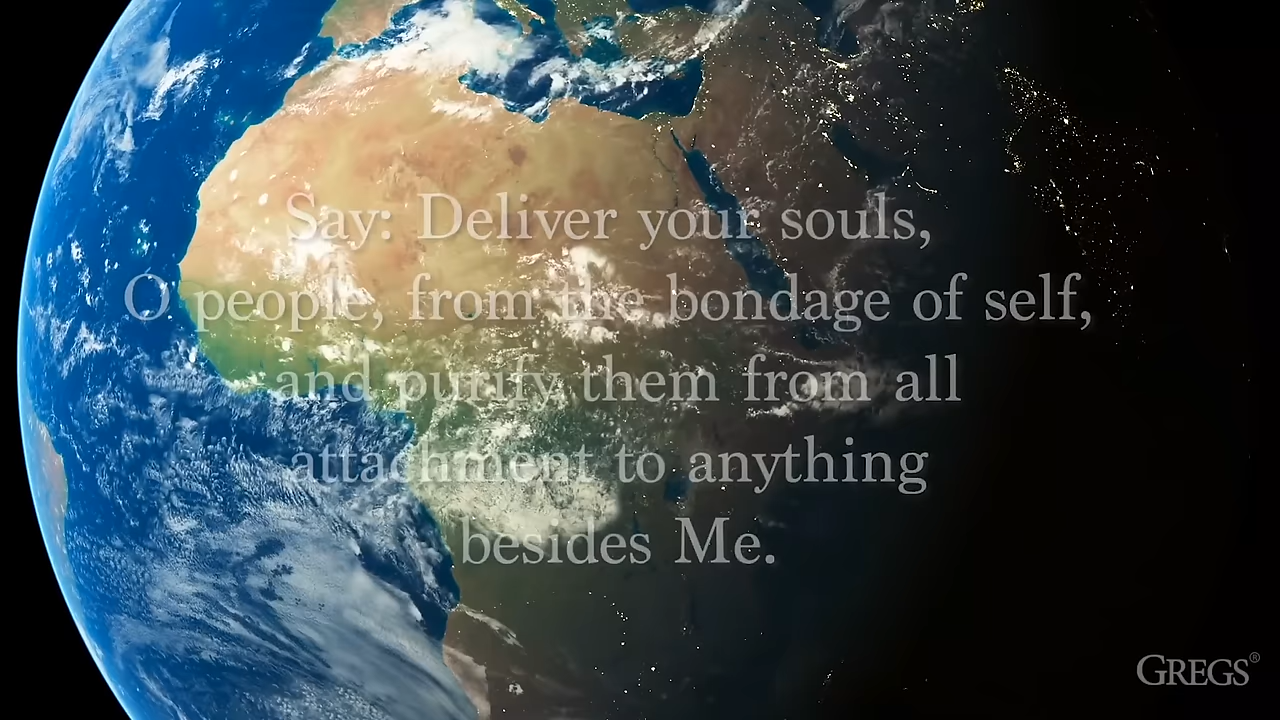 Say: Deliver your souls,
O people, from the bondage of self,
and purify them from all
attachment to anything
besides Me.
GREGS®